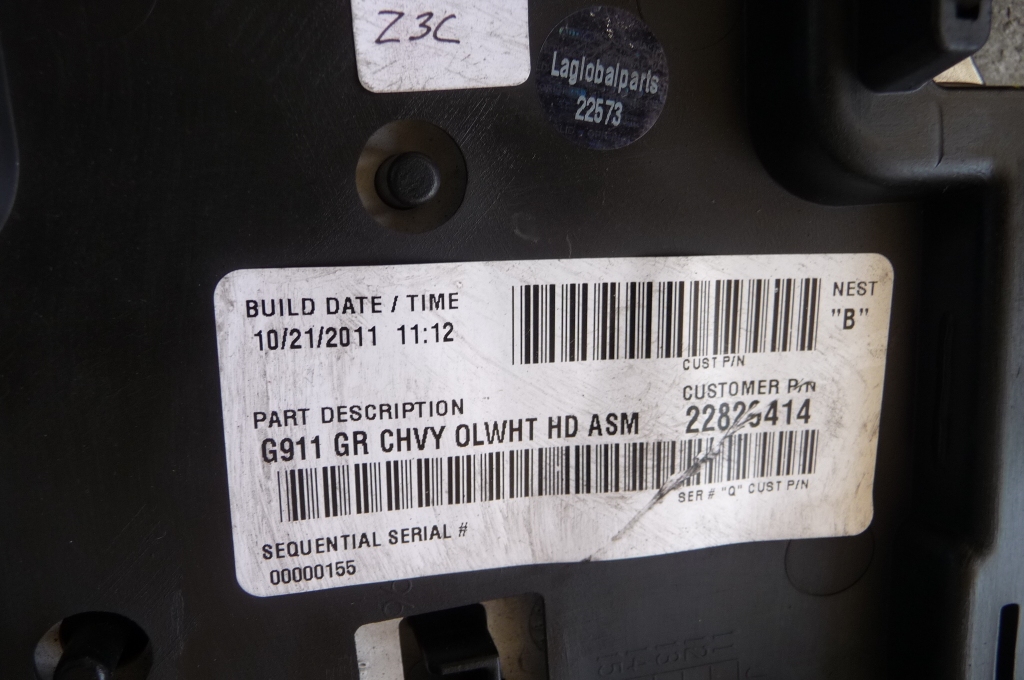 Z3C
Laglobalparts
22573
BUILD DATE / TIME
10/21/2011 11:12
NEST
"B"
CUST P/N
CUSTOMER P/N
PART DESCRIPTION
22826414
G911 GR CHVY OLWHT HD ASM
SER # "Q" CUST P/N
SEQUENTIAL SERIAL #
00000155